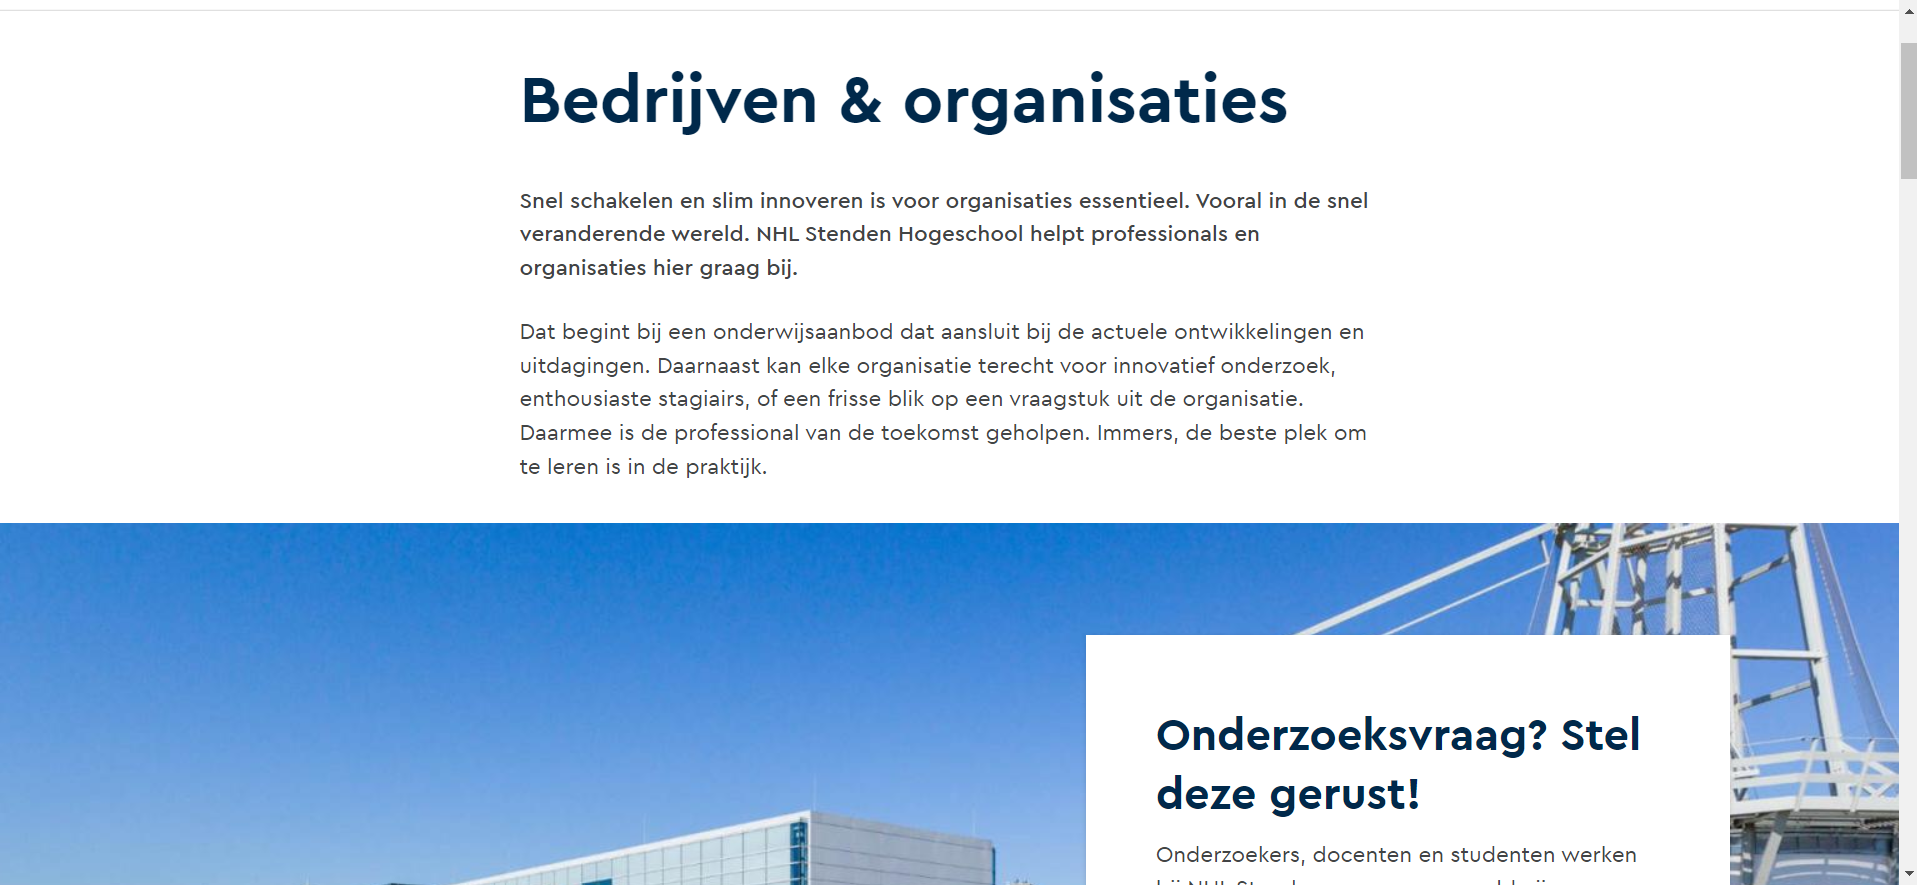 Bedrijven & organisaties
Snel schakelen en slim innoveren is voor organisaties essentieel. Vooral in de snel
veranderende wereld. NHL Stenden Hogeschool helpt professionals en
organisaties hier graag bij.
Dat begint bij een onderwijsaanbod dat aansluit bij de actuele ontwikkelingen en
uitdagingen. Daarnaast kan elke organisatie terecht voor innovatief onderzoek,
enthousiaste stagiairs, of een frisse blik op een vraagstuk uit de organisatie.
Daarmee is de professional van de toekomst geholpen. Immers, de beste plek om
te leren is in de praktijk.
Onderzoeksvraag? Stel
deze gerust!
Onderzoekers, docenten en studenten werken